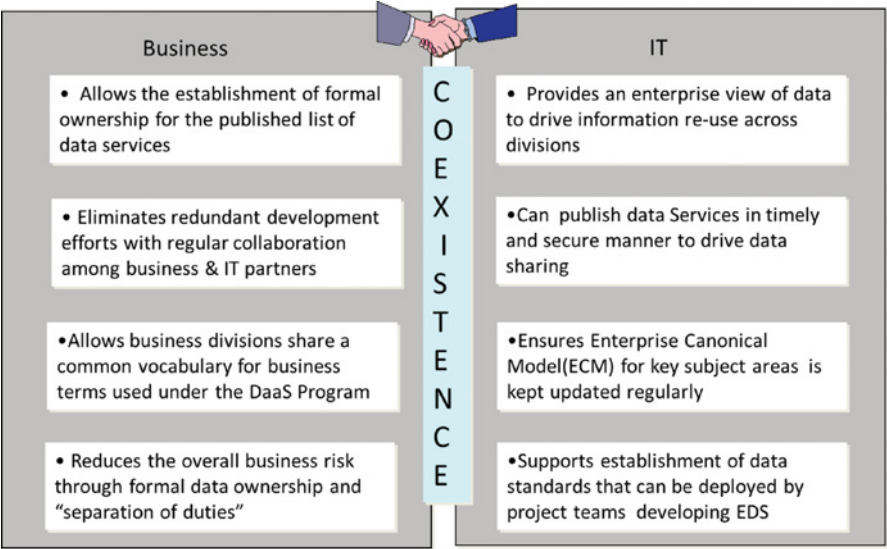 Business
• Allows the establishment of formal
ownership for the published list of
data services
• Eliminates redundant development
efforts with regular collaboration
among business & IT partners
•Allows business divisions share a
common vocabulary for business
terms used under the DaaS Program
• Reduces the overall business risk
through formal data ownership and
“separation of duties”
C
O
E
X
I
S
T
E
N
C
E
IT
• Provides an enterprise view of data
to drive information re-use across
divisions
•Can publish data Services in timely
and secure manner to drive data
sharing
•Ensures Enterprise Canonical
Model(ECM) for key subject areas is
kept updated regularly
•Supports establishment of data
standards that can be deployed by
project teams developing EDS